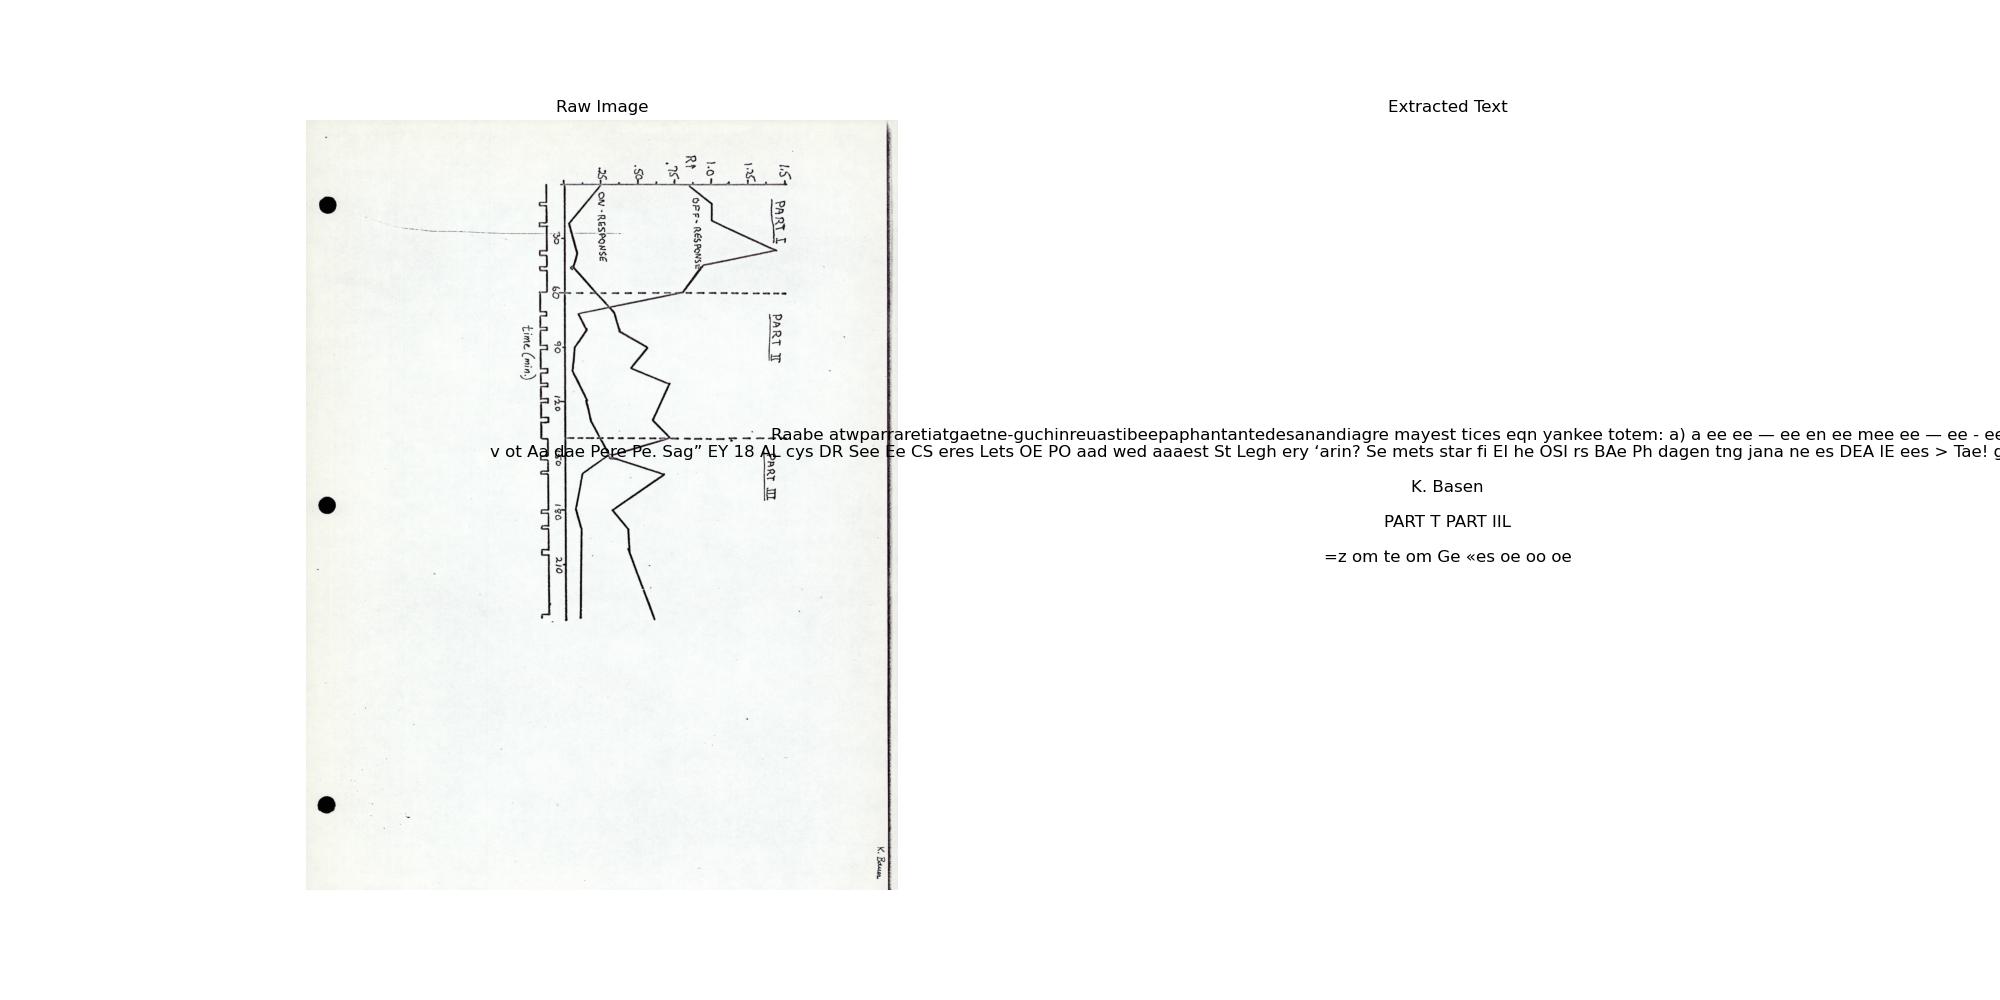 Raw Image
Extracted Text
1.5
1.25
1.0
R↑
.75
.50
.25
PART I
PART II
PART III
OFF-RESPONSE
ON-RESPONSE
30
60
90
120
180
210
time (min.)
Raabe atwparraretiatgaetne-guchinreuastibeepaphantantedesanandiagre mayest tices eqn yankee totem: a) a ee ee — ee en ee mee ee — ee - ee
v ot Aa dae Pere Pe. Sag” EY 18 AL cys DR See Ee CS eres Lets OE PO aad wed aaaest St Legh ery ‘arin? Se mets star fi EI he OSI rs BAe Ph dagen tng jana ne es DEA IE ees > Tae! g
K. Basen
PART T PART IIL
=z om te om Ge «es oe oo oe